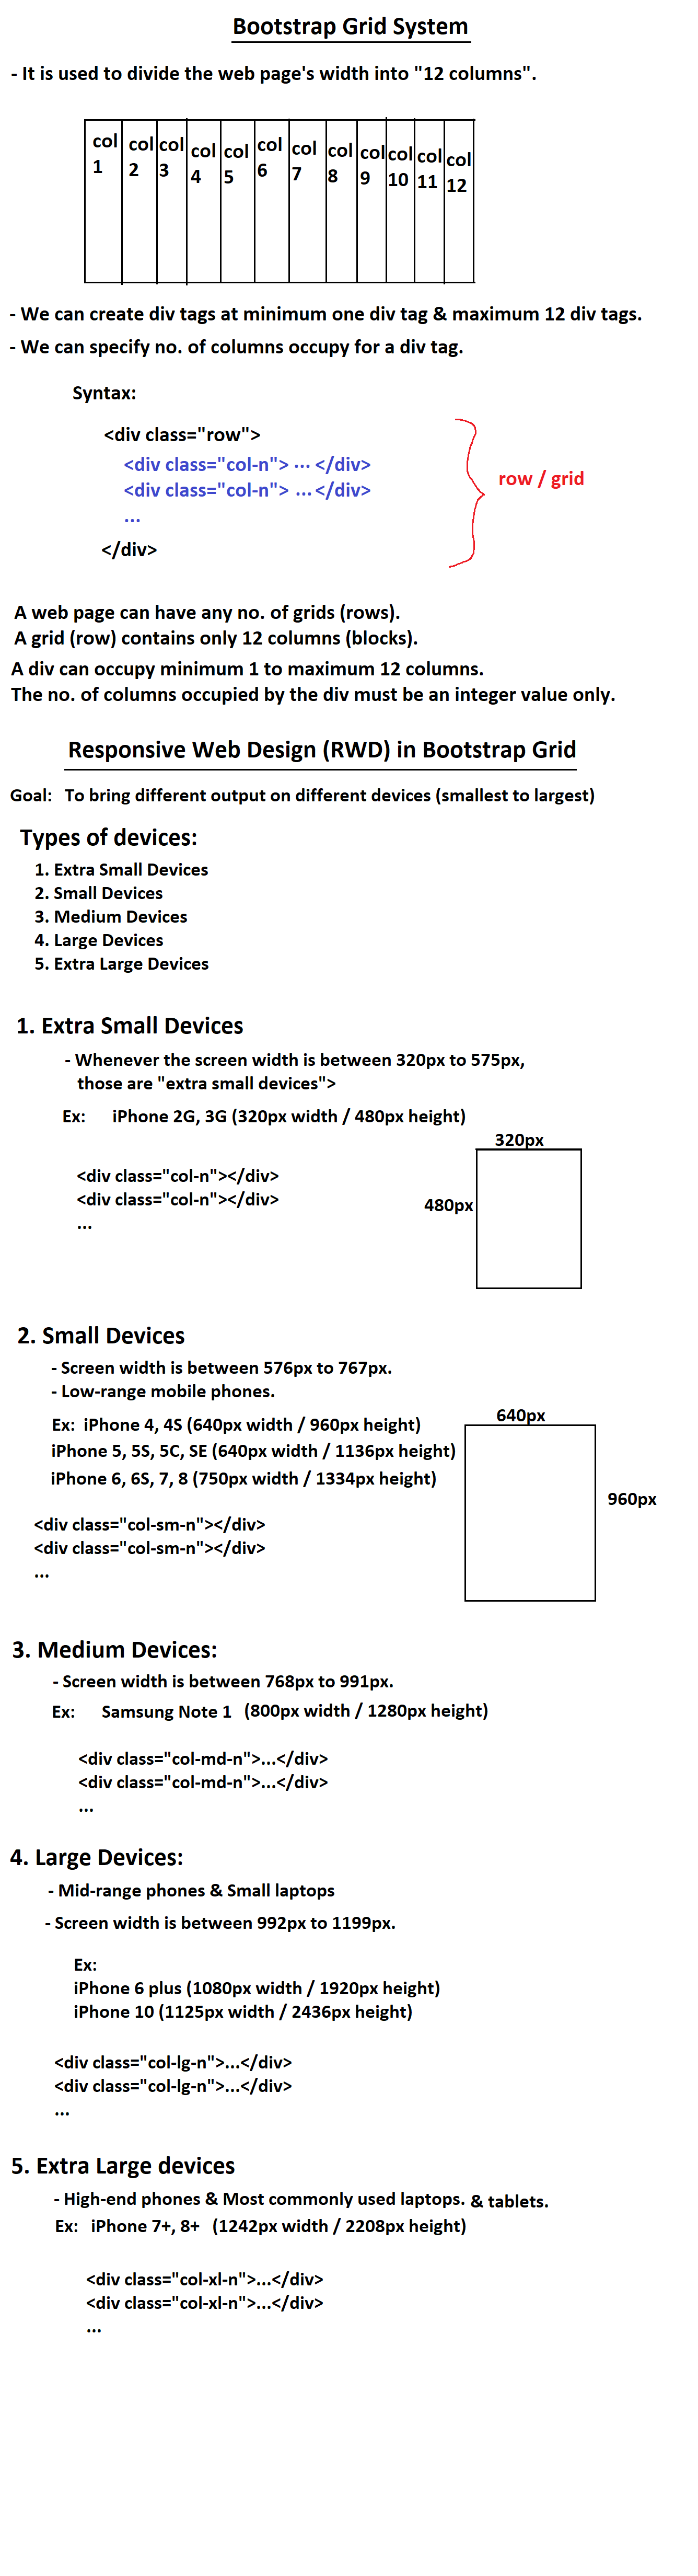 Bootstrap Grid System
- It is used to divide the web page's width into "12 columns".
col 1
col 2
col 3
col 4
col 5
col 6
col 7
col 8
col 9
col 10
col 11
col 12
- We can create div tags at minimum one div tag & maximum 12 div tags.
- We can specify no. of columns occupy for a div tag.
Syntax:
<div class="row">
<div class="col-n"> ... </div>
<div class="col-n"> ... </div>
...
</div>
row / grid
A web page can have any no. of grids (rows).
A grid (row) contains only 12 columns (blocks).
A div can occupy minimum 1 to maximum 12 columns.
The no. of columns occupied by the div must be an integer value only.
Responsive Web Design (RWD) in Bootstrap Grid
Goal: To bring different output on different devices (smallest to largest)
Types of devices:
1. Extra Small Devices
2. Small Devices
3. Medium Devices
4. Large Devices
5. Extra Large Devices
1. Extra Small Devices
- Whenever the screen width is between 320px to 575px,
those are "extra small devices">
Ex: iPhone 2G, 3G (320px width / 480px height)
320px
<div class="col-n"></div>
<div class="col-n"></div>
...
480px
2. Small Devices
- Screen width is between 576px to 767px.
- Low-range mobile phones.
Ex: iPhone 4, 4S (640px width / 960px height)
iPhone 5, 5S, 5C, SE (640px width / 1136px height)
iPhone 6, 6S, 7, 8 (750px width / 1334px height)
640px
960px
<div class="col-sm-n"></div>
<div class="col-sm-n"></div>
...
3. Medium Devices:
- Screen width is between 768px to 991px.
Ex: Samsung Note 1 (800px width / 1280px height)
<div class="col-md-n">...</div>
<div class="col-md-n">...</div>
...
4. Large Devices:
- Mid-range phones & Small laptops
- Screen width is between 992px to 1199px.
Ex:
iPhone 6 plus (1080px width / 1920px height)
iPhone 10 (1125px width / 2436px height)
<div class="col-lg-n">...</div>
<div class="col-lg-n">...</div>
...
5. Extra Large devices
- High-end phones & Most commonly used laptops. & tablets.
Ex: iPhone 7+, 8+ (1242px width / 2208px height)
<div class="col-xl-n">...</div>
<div class="col-xl-n">...</div>
...